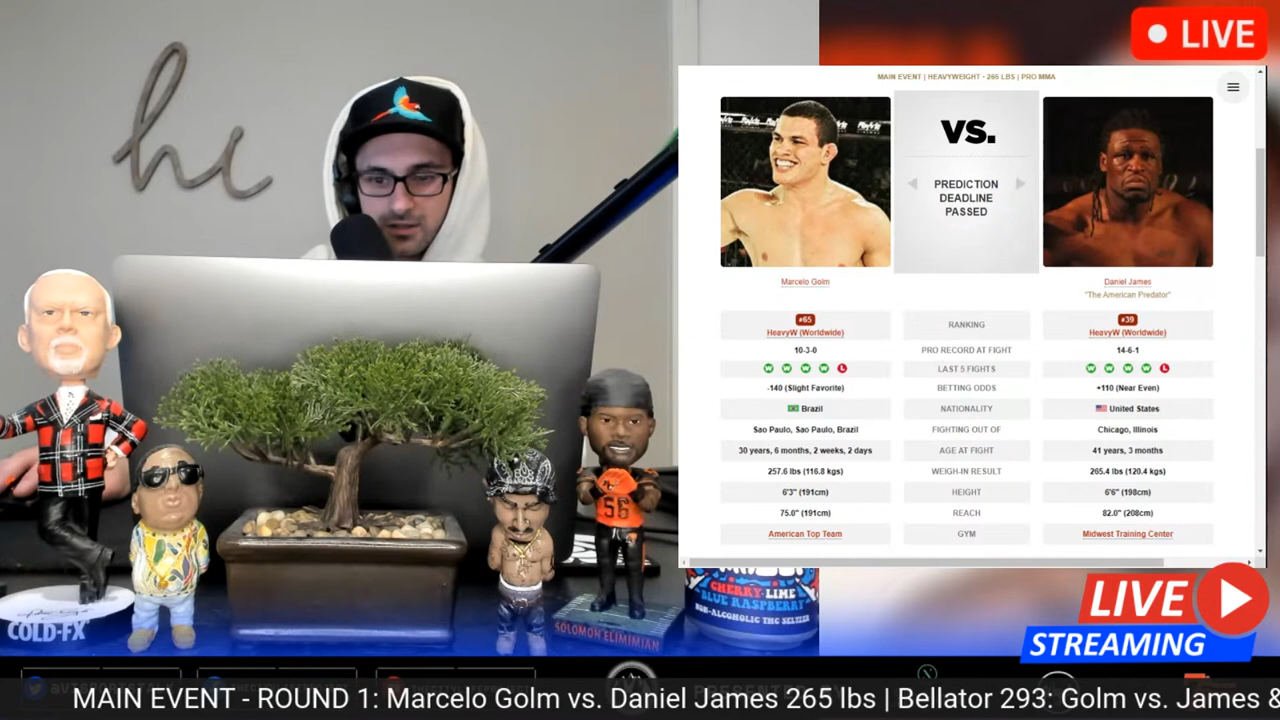 hi
LIVE
MAIN EVENT | HEAVYWEIGHT · 265 LBS | PRO MMA
VS.
PREDICTION
DEADLINE
PASSED
Marcelo Golm
Daniel James
"The American Predator"
#65
HeavyW (Worldwide)
RANKING
#39
HeavyW (Worldwide)
10-3-0
PRO RECORD AT FIGHT
14-6-1
W W W W L
LAST 5 FIGHTS
W W W W L
-140 (Slight Favorite)
BETTING ODDS
+110 (Near Even)
Brazil
NATIONALITY
United States
Sao Paulo, Sao Paulo, Brazil
FIGHTING OUT OF
Chicago, Illinois
30 years, 6 months, 2 weeks, 2 days
AGE AT FIGHT
41 years, 3 months
257.6 lbs (116.8 kgs)
WEIGH-IN RESULT
265.4 lbs (120.4 kgs)
6'3" (191cm)
HEIGHT
6'6" (198cm)
75.0" (191cm)
REACH
82.0" (208cm)
American Top Team
GYM
Midwest Training Center
56
COLD-FX
SOLOMON ELIMIMIAN
CHERRY-LIME
BLUE RASPBERRY
NON-ALCOHOLIC THC SELTZER
LIVE
STREAMING
MAIN EVENT - ROUND 1: Marcelo Golm vs. Daniel James 265 lbs | Bellator 293: Golm vs. James &